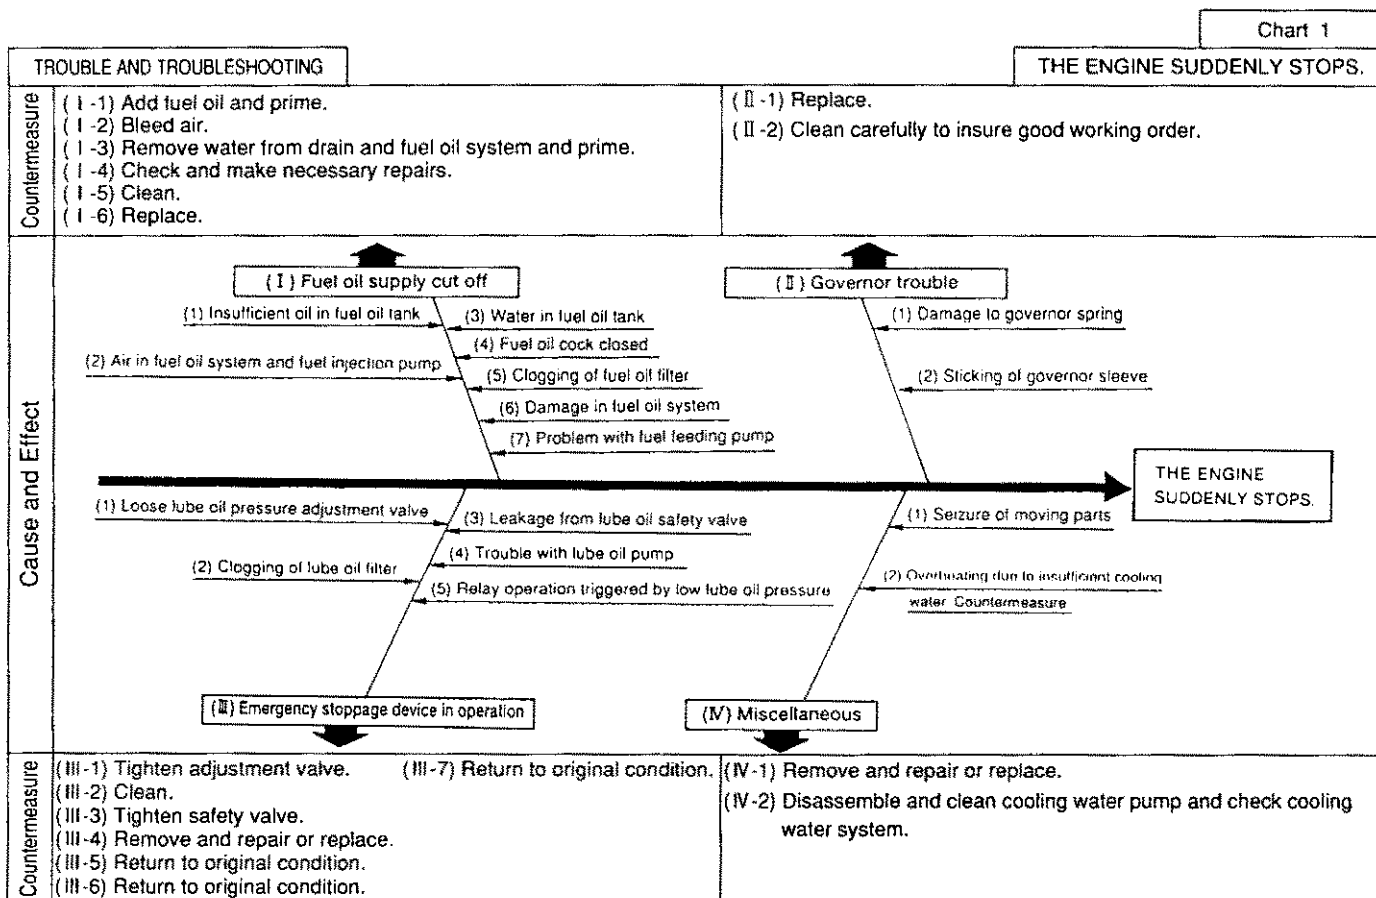 Chart 1
TROUBLE AND TROUBLESHOOTING
THE ENGINE SUDDENLY STOPS.
Countermeasure
(Ⅰ-1) Add fuel oil and prime.
(Ⅰ-2) Bleed air.
(Ⅰ-3) Remove water from drain and fuel oil system and prime.
(Ⅰ-4) Check and make necessary repairs.
(Ⅰ-5) Clean.
(Ⅰ-6) Replace.
(Ⅱ-1) Replace.
(Ⅱ-2) Clean carefully to insure good working order.
Cause and Effect
(Ⅰ) Fuel oil supply cut off
(1) Insufficient oil in fuel oil tank
(2) Air in fuel oil system and fuel injection pump
(3) Water in fuel oil tank
(4) Fuel oil cock closed
(5) Clogging of fuel oil filter
(6) Damage in fuel oil system
(7) Problem with fuel feeding pump
(Ⅱ) Governor trouble
(1) Damage to governor spring
(2) Sticking of governor sleeve
THE ENGINE
SUDDENLY STOPS.
(1) Loose lube oil pressure adjustment valve
(2) Clogging of lube oil filter
(3) Leakage from lube oil safety valve
(4) Trouble with lube oil pump
(5) Relay operation triggered by low lube oil pressure
(Ⅲ) Emergency stoppage device in operation
(1) Seizure of moving parts
(2) Overheating due to insufficient cooling
water Countermeasure
(Ⅳ) Miscellaneous
Countermeasure
(Ⅲ-1) Tighten adjustment valve.
(Ⅲ-2) Clean.
(Ⅲ-3) Tighten safety valve.
(Ⅲ-4) Remove and repair or replace.
(Ⅲ-5) Return to original condition.
(Ⅲ-6) Return to original condition.
(Ⅲ-7) Return to original condition.
(Ⅳ-1) Remove and repair or replace.
(Ⅳ-2) Disassemble and clean cooling water pump and check cooling
water system.